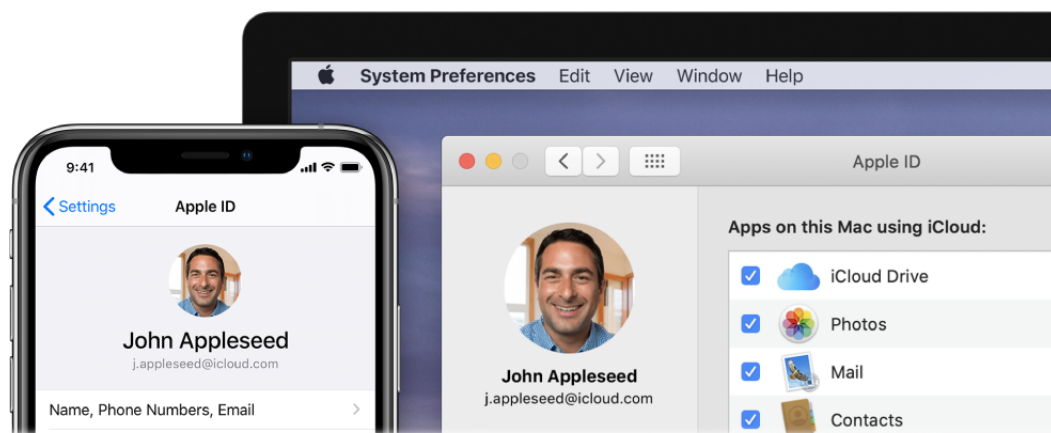 System Preferences Edit View Window Help
9:41
Settings Apple ID
John Appleseed
j.appleseed@icloud.com
Name, Phone Numbers, Email
Apple ID
John Appleseed
j.appleseed@icloud.com
Apps on this Mac using iCloud:
iCloud Drive
Photos
Mail
Contacts